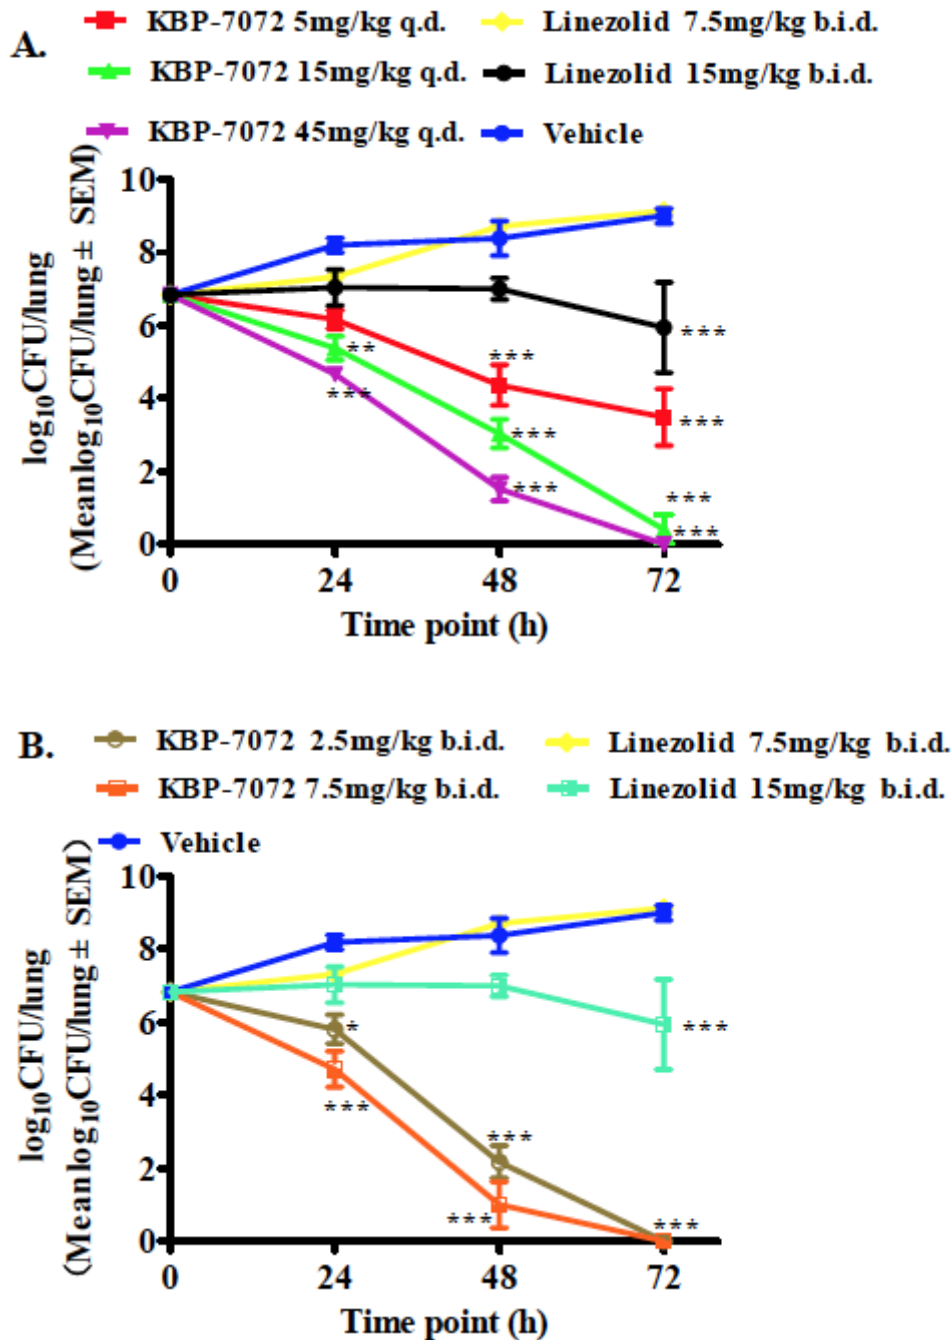 A.
KBP-7072 5mg/kg q.d.
Linezolid 7.5mg/kg b.i.d.
KBP-7072 15mg/kg q.d.
Linezolid 15mg/kg b.i.d.
KBP-7072 45mg/kg q.d.
Vehicle
log10CFU/lung
(Meanlog10CFU/lung ± SEM)
10
8
6
4
2
0
**
***
***
***
***
***
***
***
***
0 24 48 72
Time point (h)
B.
KBP-7072 2.5mg/kg b.i.d.
Linezolid 7.5mg/kg b.i.d.
KBP-7072 7.5mg/kg b.i.d.
Linezolid 15mg/kg b.i.d.
Vehicle
log10CFU/lung
(Meanlog10CFU/lung ± SEM)
10
8
6
4
2
0
*
***
***
***
***
***
0 24 48 72
Time point (h)